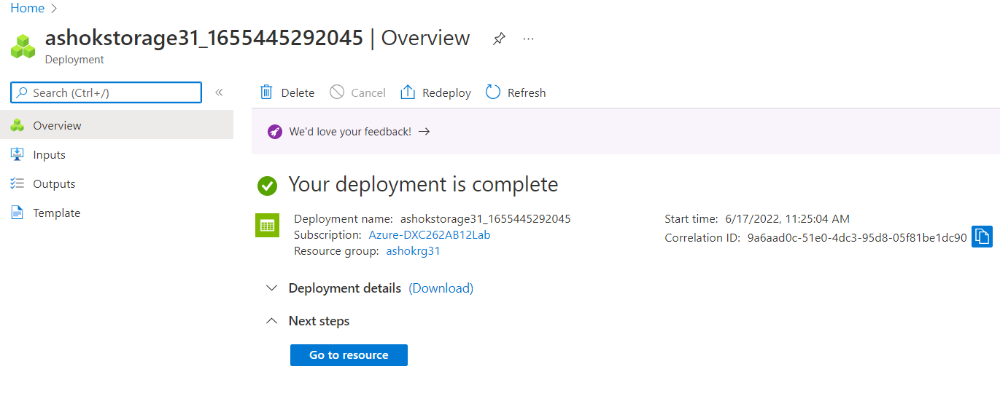 Home
ashokstorage31_1655445292045 | Overview
Deployment
Search (Ctrl+/)
Delete Cancel Redeploy Refresh
Overview
Inputs
Outputs
Template
We'd love your feedback!
Your deployment is complete
Deployment name: ashokstorage31_1655445292045
Subscription: Azure-DXC262AB12Lab
Resource group: ashokrg31
Start time: 6/17/2022, 11:25:04 AM
Correlation ID: 9a6aad0c-51e0-4dc3-95d8-05f81be1dc90
Deployment details (Download)
Next steps
Go to resource